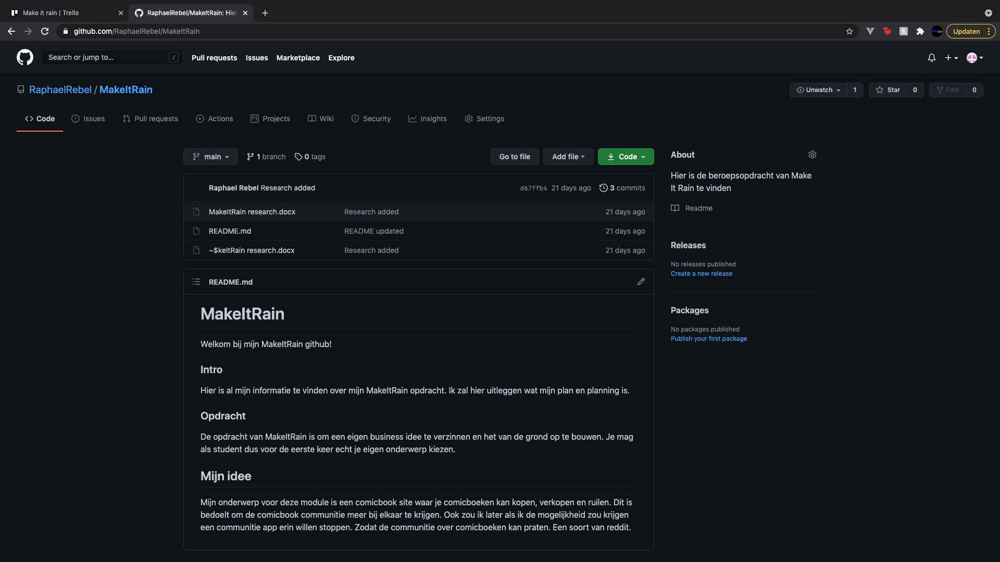 Make it rain | Trello
RaphaelRebel/MakeItRain: Hier
github.com/RaphaelRebel/MakeItRain
Tp
Updaten
Search or jump to...
/
Pull requests
Issues
Marketplace
Explore
RaphaelRebel / MakeItRain
Unwatch 1
Star 0
Fork 0
Code
Issues
Pull requests
Actions
Projects
Wiki
Security
Insights
Settings
main
1 branch
0 tags
Go to file
Add file
Code
Raphael Rebel Research added d67ffb4 21 days ago 3 commits
MakeItRain research.docx Research added 21 days ago
README.md README updated 21 days ago
~$keItRain research.docx Research added 21 days ago
README.md
MakeItRain
Welkom bij mijn MakeItRain github!
Intro
Hier is al mijn informatie te vinden over mijn MakeItRain opdracht. Ik zal hier uitleggen wat mijn plan en planning is.
Opdracht
De opdracht van MakeItRain is om een eigen business idee te verzinnen en het van de grond op te bouwen. Je mag
als student dus voor de eerste keer echt je eigen onderwerp kiezen.
Mijn idee
Mijn onderwerp voor deze module is een comicbook site waar je comicboeken kan kopen, verkopen en ruilen. Dit is
bedoelt om de comicbook communitie meer bij elkaar te krijgen. Ook zou ik later als ik de mogelijkheid zou krijgen
een communitie app erin willen stoppen. Zodat de communitie over comicboeken kan praten. Een soort van reddit.
About
Hier is de beroepsopdracht van Make
It Rain te vinden
Readme
Releases
No releases published
Create a new release
Packages
No packages published
Publish your first package